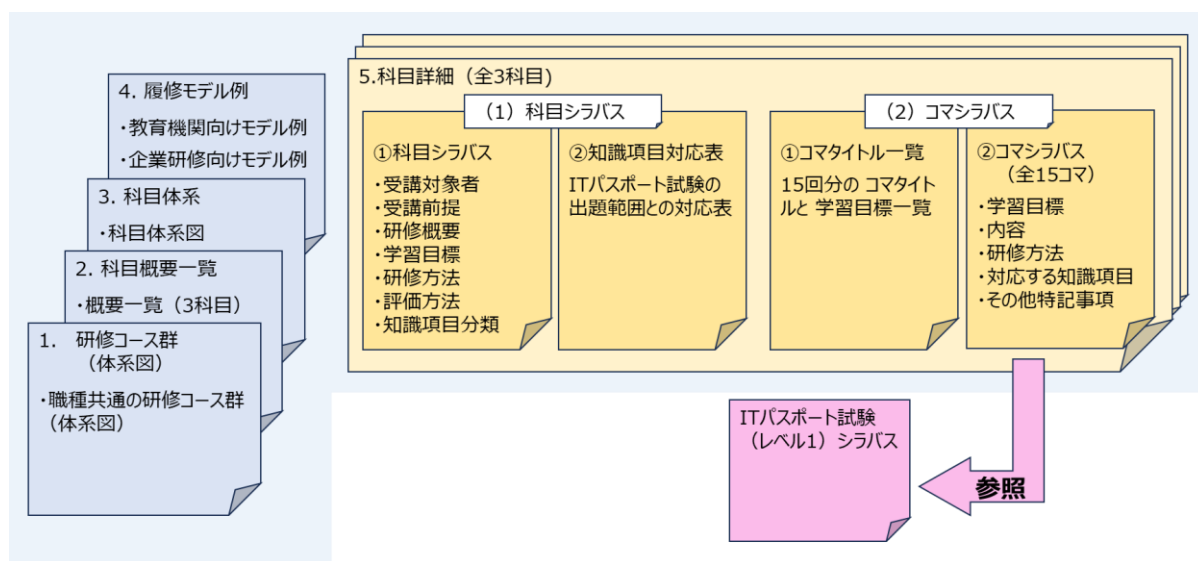 4. 履修モデル例
・教育機関向けモデル例
・企業研修向けモデル例
3. 科目体系
・科目体系図
2. 科目概要一覧
・概要一覧（3科目）
1. 研修コース群
（体系図）
・職種共通の研修コース群
（体系図）
5.科目詳細（全3科目)
（1）科目シラバス
①科目シラバス
・受講対象者
・受講前提
・研修概要
・学習目標
・研修方法
・評価方法
・知識項目分類
②知識項目対応表
ITパスポート試験の
出題範囲との対応表
（2）コマシラバス
①コマタイトル一覧
15回分の コマタイト
ルと 学習目標一覧
②コマシラバス
（全15コマ）
・学習目標
・内容
・研修方法
・対応する知識項目
・その他特記事項
ITパスポート試験
（レベル1）シラバス
参照